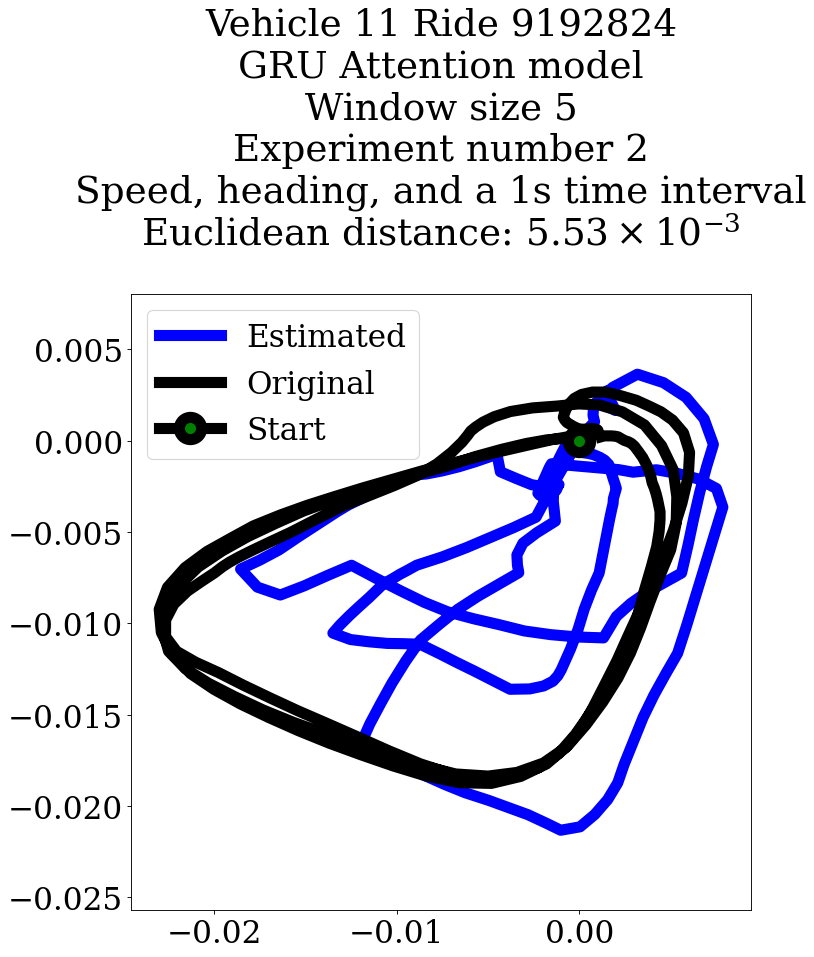 Vehicle 11 Ride 9192824
GRU Attention model
Window size 5
Experiment number 2
Speed, heading, and a 1s time interval
Euclidean distance: 5.53 × 10⁻³
Estimated
Original
Start
0.005
0.000
−0.005
−0.010
−0.015
−0.020
−0.025
−0.02 −0.01 0.00